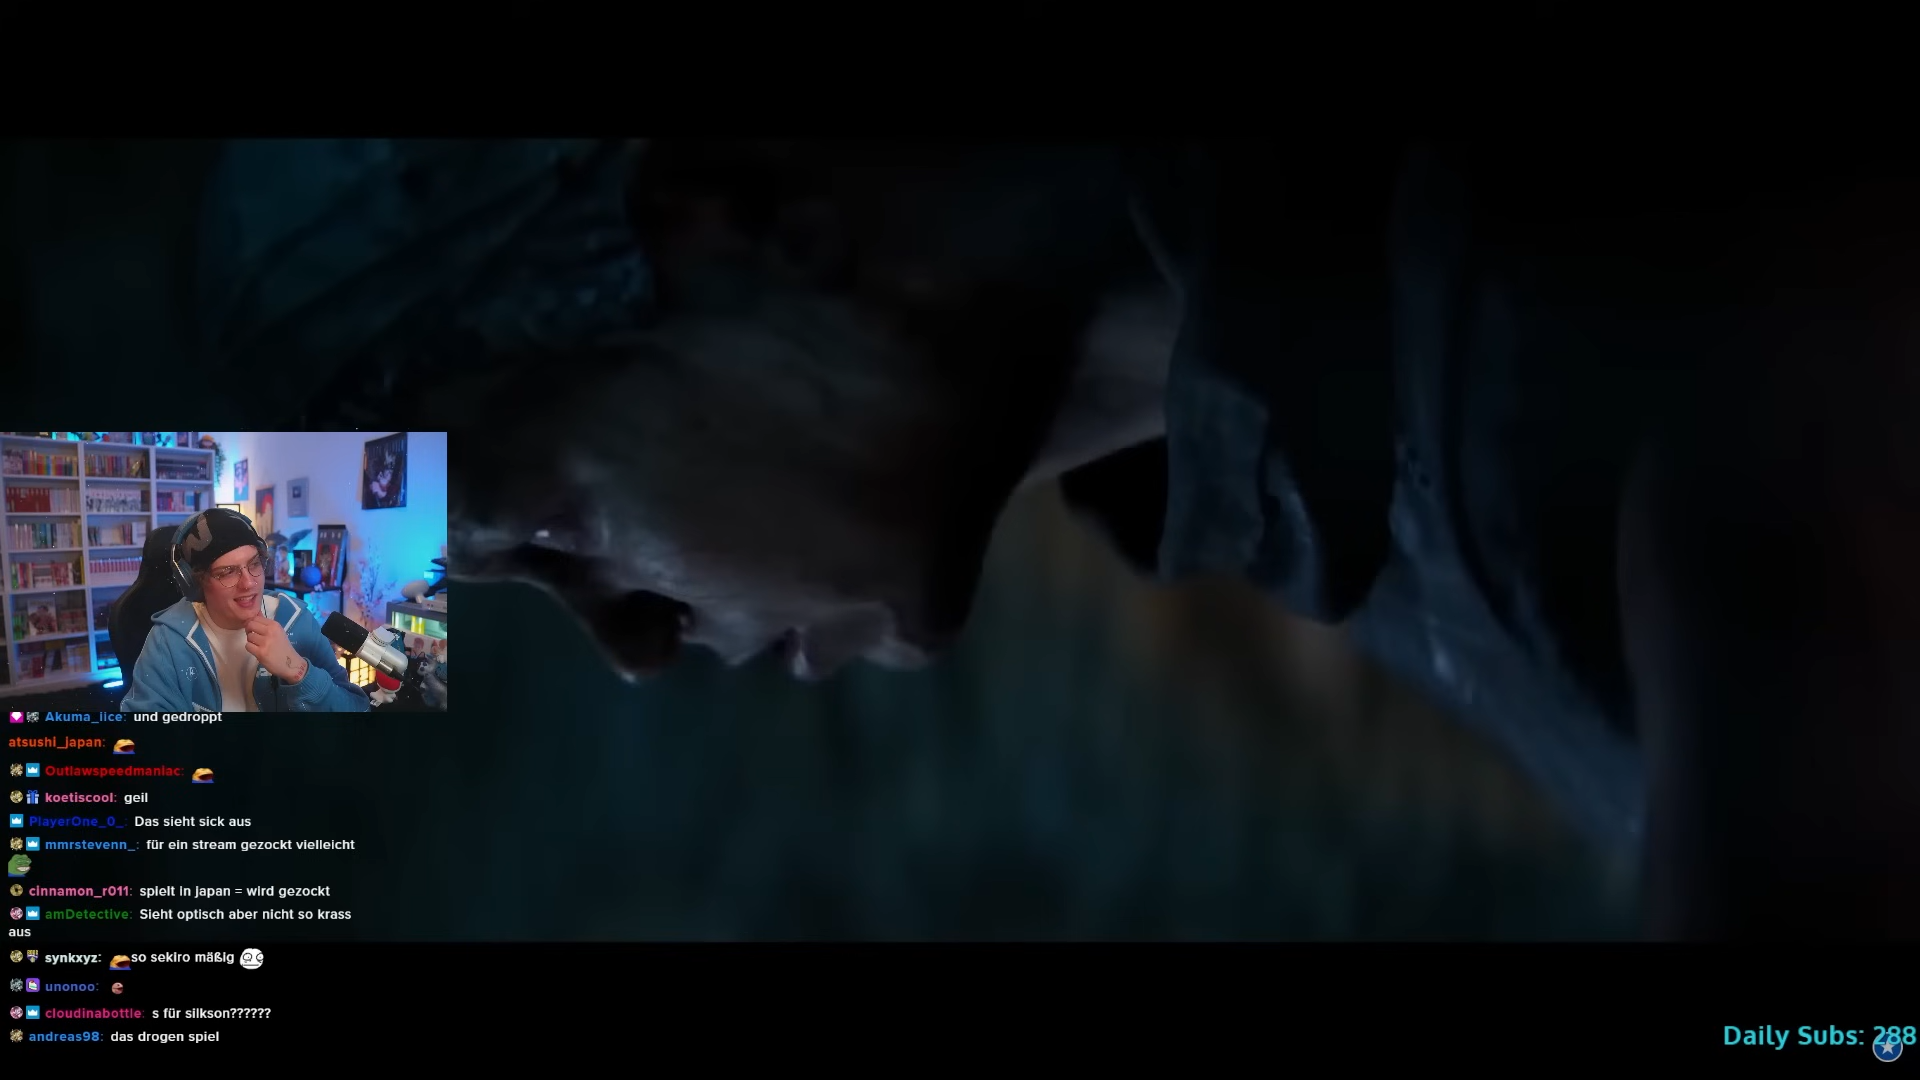 Akuma_iice: und gedroppt
atsushi_japan:
Outlawspeedmaniac:
koetiscool: geil
PlayerOne_0_: Das sieht sick aus
mmrstevenn_: für ein stream gezockt vielleicht
cinnamon_r011: spielt in japan = wird gezockt
amDetective: Sieht optisch aber nicht so krass
aus
synkxyz: so sekiro mäßig
unonoo:
cloudinabottle: s für silkson??????
andreas98: das drogen spiel
Daily Subs: 288